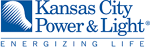 Kansas City
Power & Light®
ENERGIZING LIFE